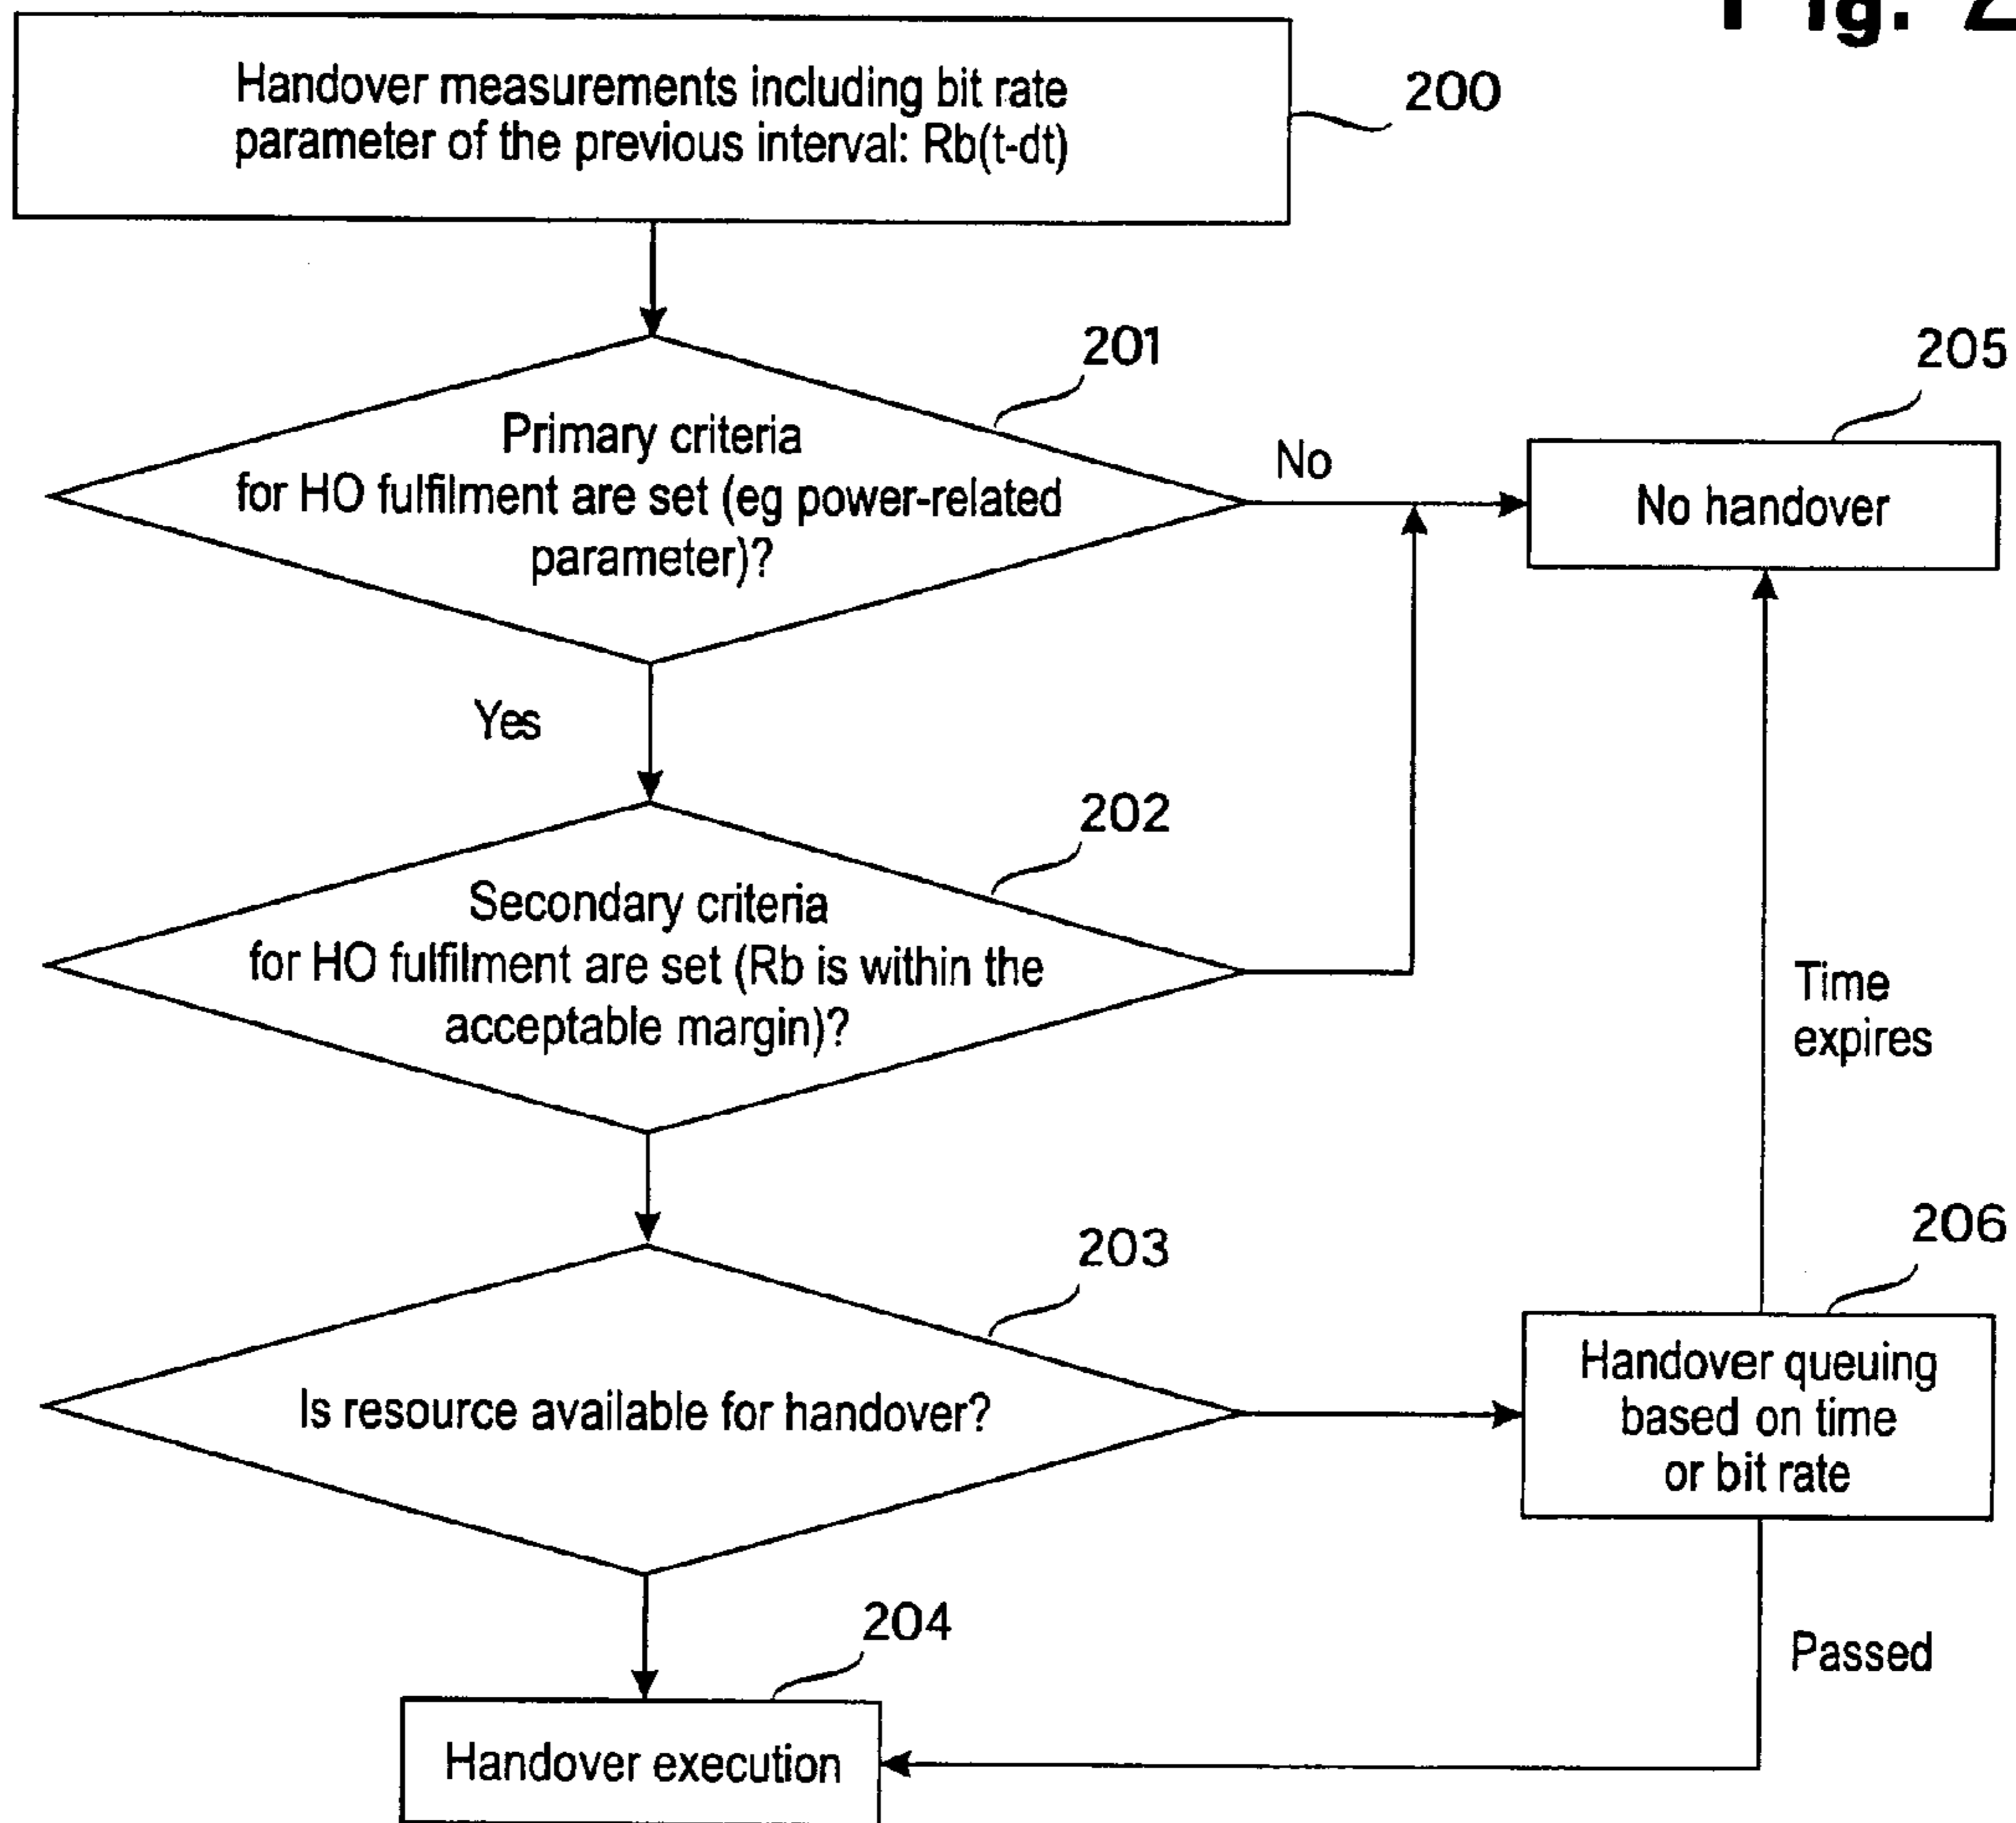 Fig. 2
Handover measurements including bit rate
parameter of the previous interval: Rb(t-dt)
200
201
205
Primary criteria
for HO fulfilment are set (eg power-related
parameter)?
No
No handover
Yes
202
Secondary criteria
for HO fulfilment are set (Rb is within the
acceptable margin)?
Time
expires
203
206
Is resource available for handover?
Handover queuing
based on time
or bit rate
204
Passed
Handover execution